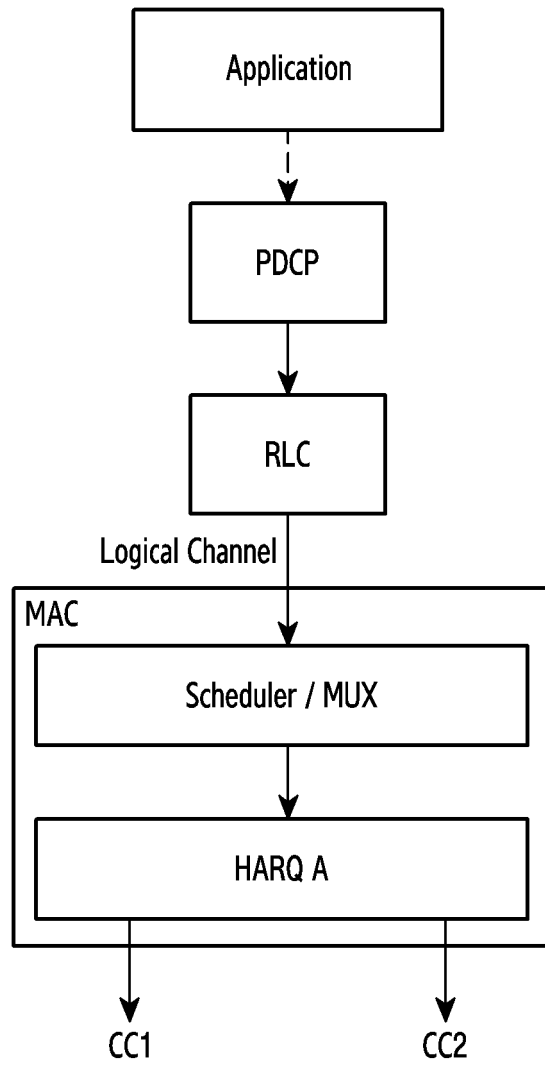 Application
PDCP
RLC
Logical Channel
MAC
Scheduler / MUX
HARQ A
CC1
CC2